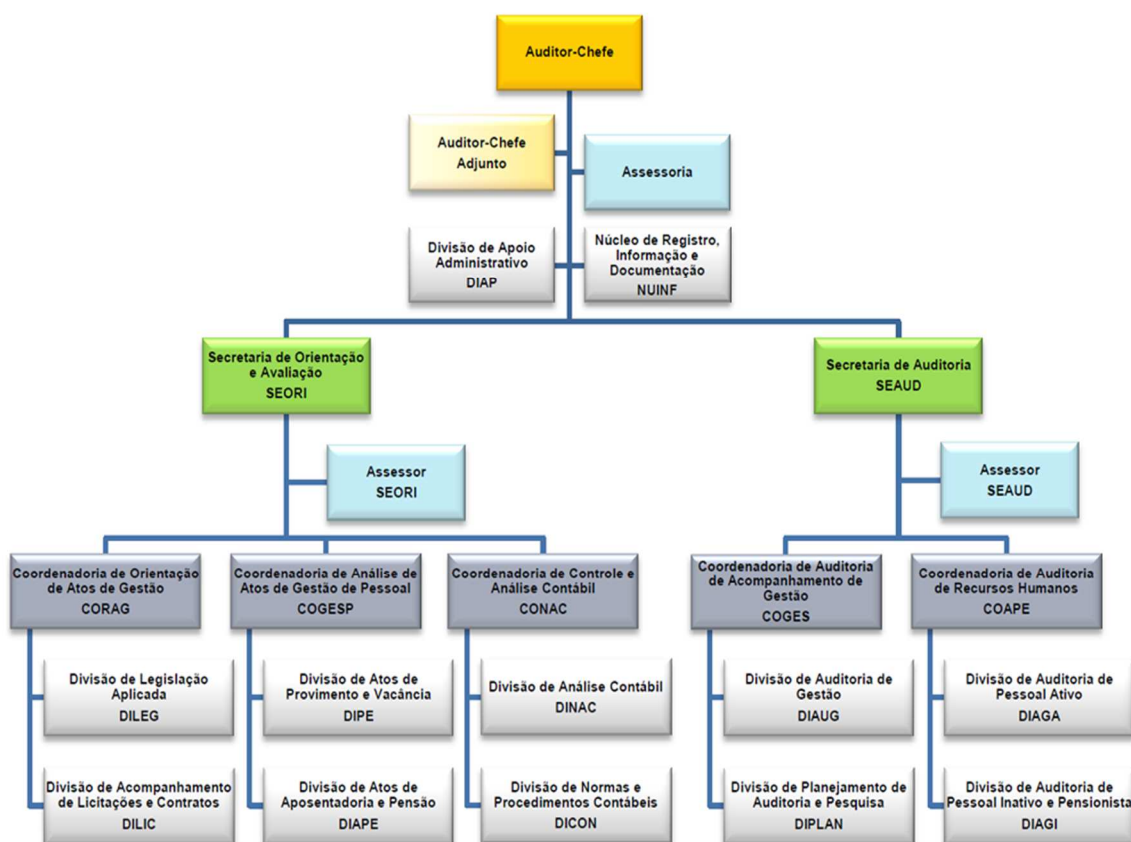 Auditor-Chefe
Auditor-Chefe
Adjunto
Assessoria
Divisão de Apoio
Administrativo
DIAP
Núcleo de Registro,
Informação e
Documentação
NUINF
Secretaria de Orientação
e Avaliação
SEORI
Secretaria de Auditoria
SEAUD
Assessor
SEORI
Assessor
SEAUD
Coordenadoria de Orientação
de Atos de Gestão
CORAG
Coordenadoria de Análise de
Atos de Gestão de Pessoal
COGESP
Coordenadoria de Controle e
Análise Contábil
CONAC
Coordenadoria de Auditoria
de Acompanhamento de
Gestão
COGES
Coordenadoria de Auditoria
de Recursos Humanos
COAPE
Divisão de Legislação
Aplicada
DILEG
Divisão de Atos de
Provimento e Vacância
DIPE
Divisão de Análise Contábil
DINAC
Divisão de Auditoria de
Gestão
DIAUG
Divisão de Auditoria de
Pessoal Ativo
DIAGA
Divisão de Acompanhamento
de Licitações e Contratos
DILIC
Divisão de Atos de
Aposentadoria e Pensão
DIAPE
Divisão de Normas e
Procedimentos Contábeis
DICON
Divisão de Planejamento de
Auditoria e Pesquisa
DIPLAN
Divisão de Auditoria de
Pessoal Inativo e Pensionista
DIAGI